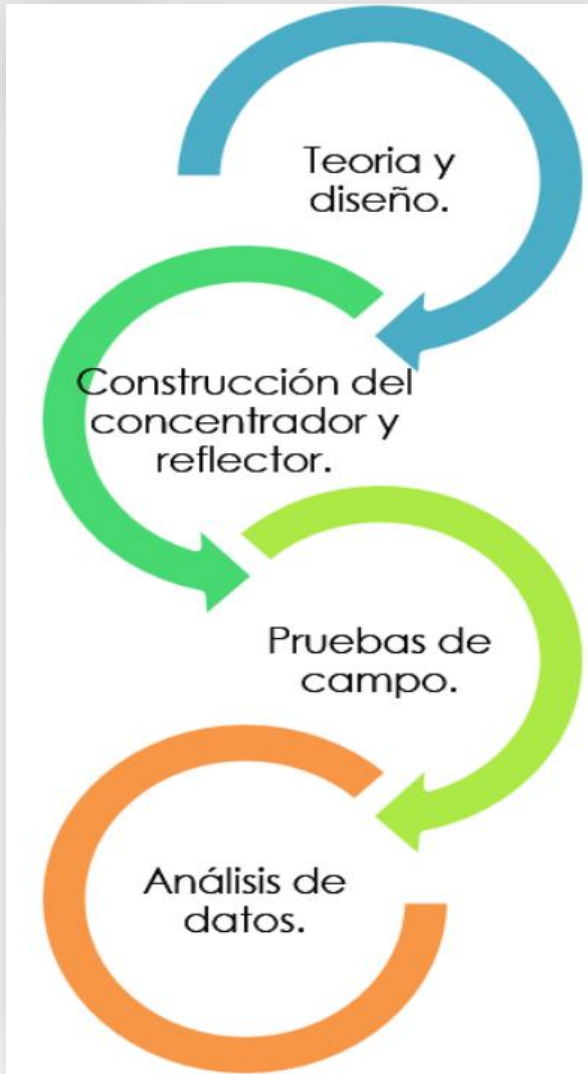 Teoria y
diseño.
Construcción del
concentrador y
reflector.
Pruebas de
campo.
Análisis de
datos.